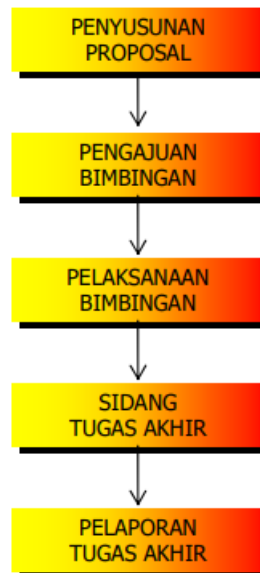 PENYUSUNAN
PROPOSAL
PENGAJUAN
BIMBINGAN
PELAKSANAAN
BIMBINGAN
SIDANG
TUGAS AKHIR
PELAPORAN
TUGAS AKHIR